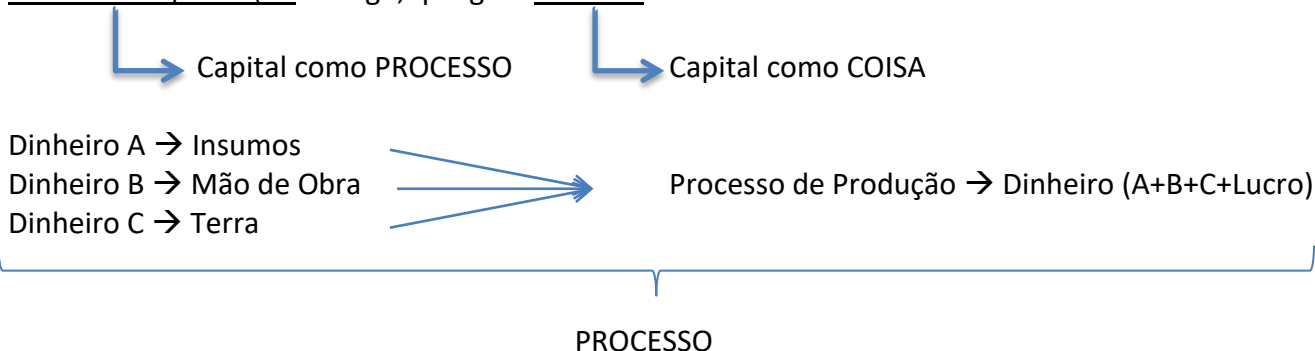 Capital como PROCESSO Capital como COISA
Dinheiro A → Insumos
Dinheiro B → Mão de Obra Processo de Produção → Dinheiro (A+B+C+Lucro)
Dinheiro C → Terra
PROCESSO